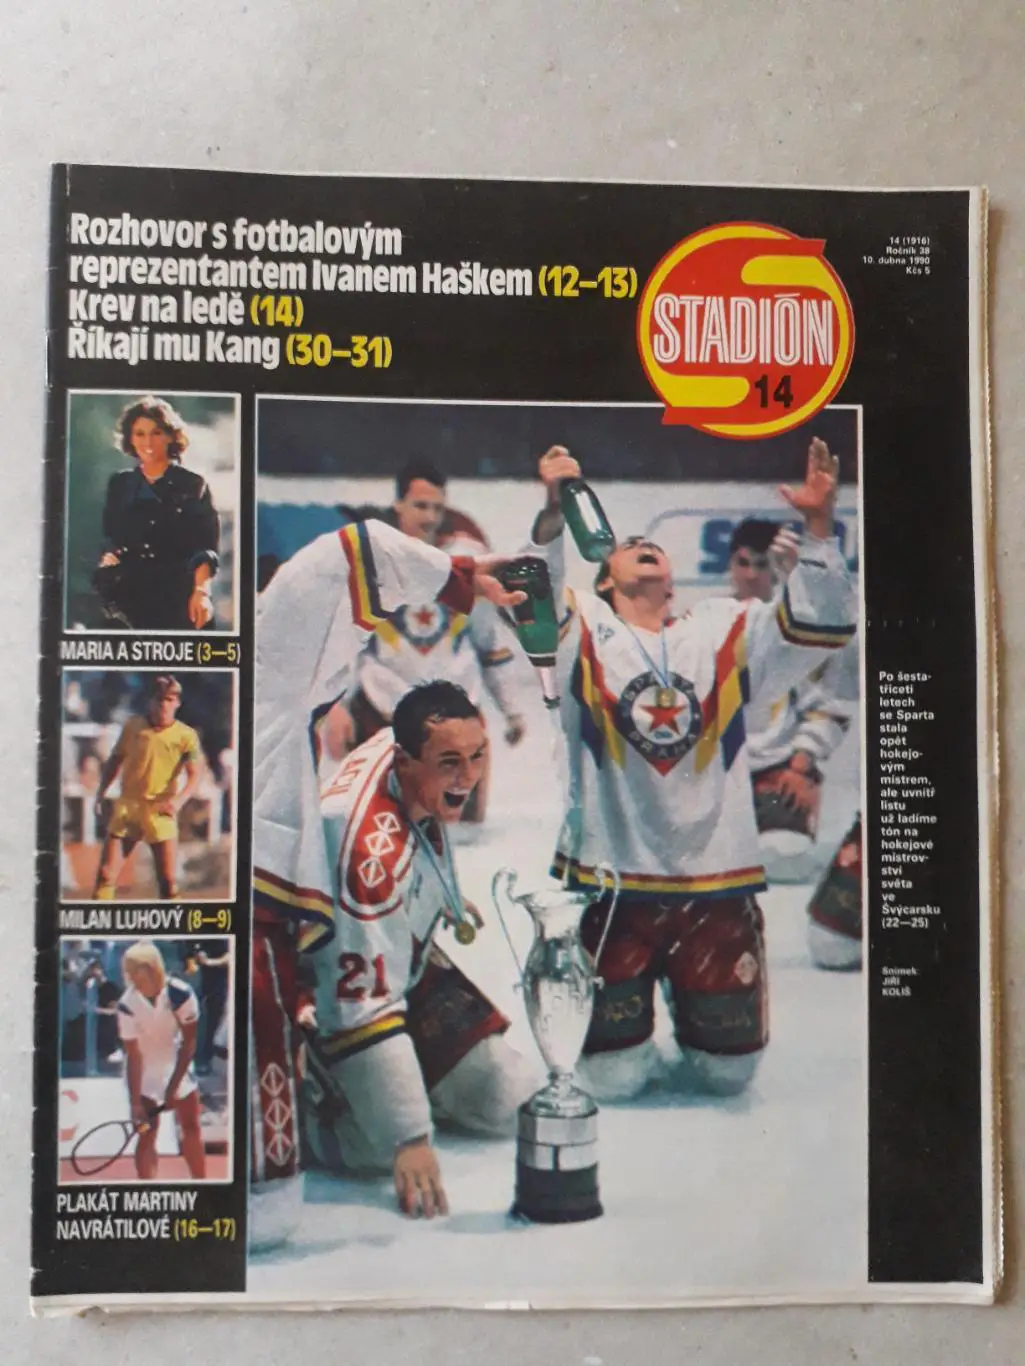 Rozhovor s fotbalovým
reprezentantem Ivanem Haškem (12–13)
Krev na ledě (14)
Říkají mu Kang (30–31)
14 (1916)
Ročník 38
10. dubna 1990
Kčs 5
STADIÓN
14
MARIA A STROJE (3–5)
MILAN LUHOVÝ (8–9)
PLAKÁT MARTINY
NAVRÁTILOVÉ (16–17)
SPARTA
PRAHA
21
Po šesta-
třiceti
letech
se Sparta
stala
opět
hokejo-
vým
mistrem,
ale uvnitř
listu
už ladíme
tón na
hokejové
mistrov-
ství
světa
ve
Švýcarsku
(22–25)
Snímek:
JIŘÍ
KOLIŠ